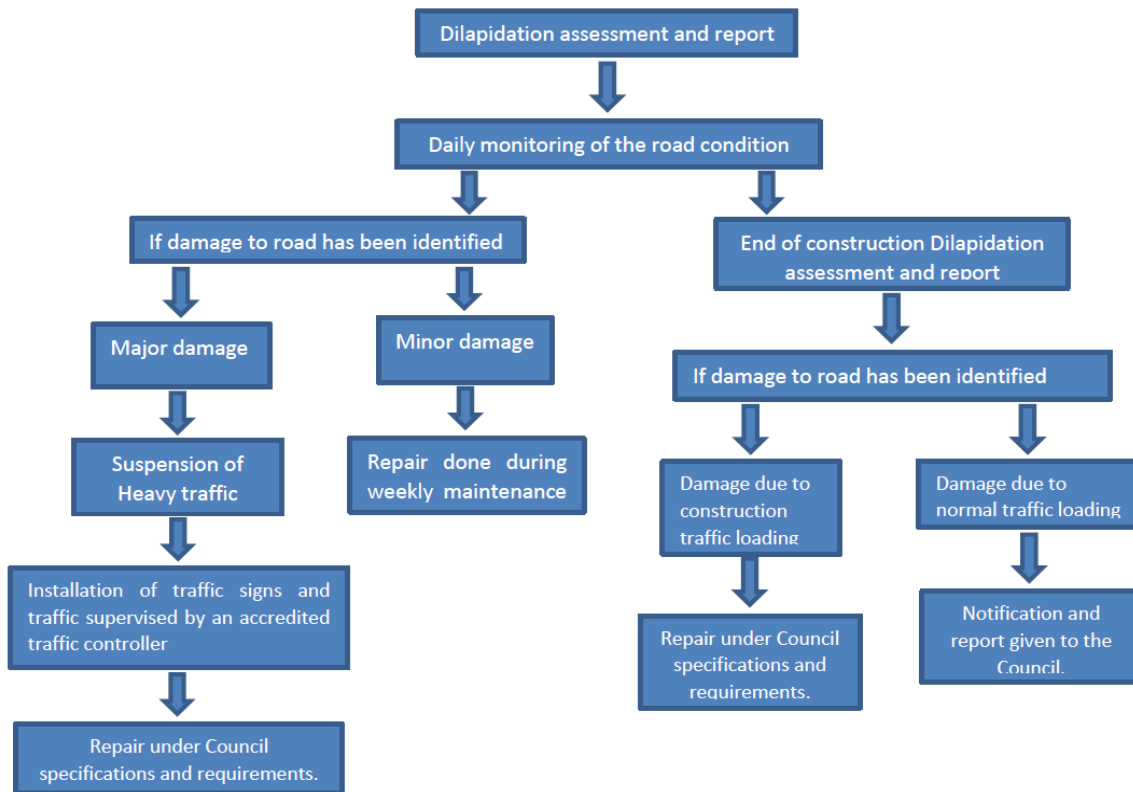 Dilapidation assessment and report
Daily monitoring of the road condition
If damage to road has been identified
End of construction Dilapidation
assessment and report
Major damage
Minor damage
If damage to road has been identified
Suspension of
Heavy traffic
Repair done during
weekly maintenance
Damage due to
construction
traffic loading
Damage due to
normal traffic loading
Installation of traffic signs and
traffic supervised by an accredited
traffic controller
Repair under Council
specifications and
requirements.
Notification and
report given to the
Council.
Repair under Council
specifications and requirements.